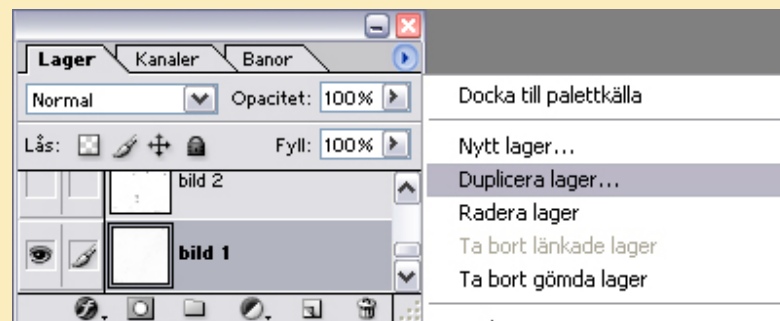 Lager Kanaler Banor
Normal Opacitet: 100%
Lås: Fyll: 100%
bild 2
bild 1
Docka till palettkälla
Nytt lager...
Duplicera lager...
Radera lager
Ta bort länkade lager
Ta bort gömda lager